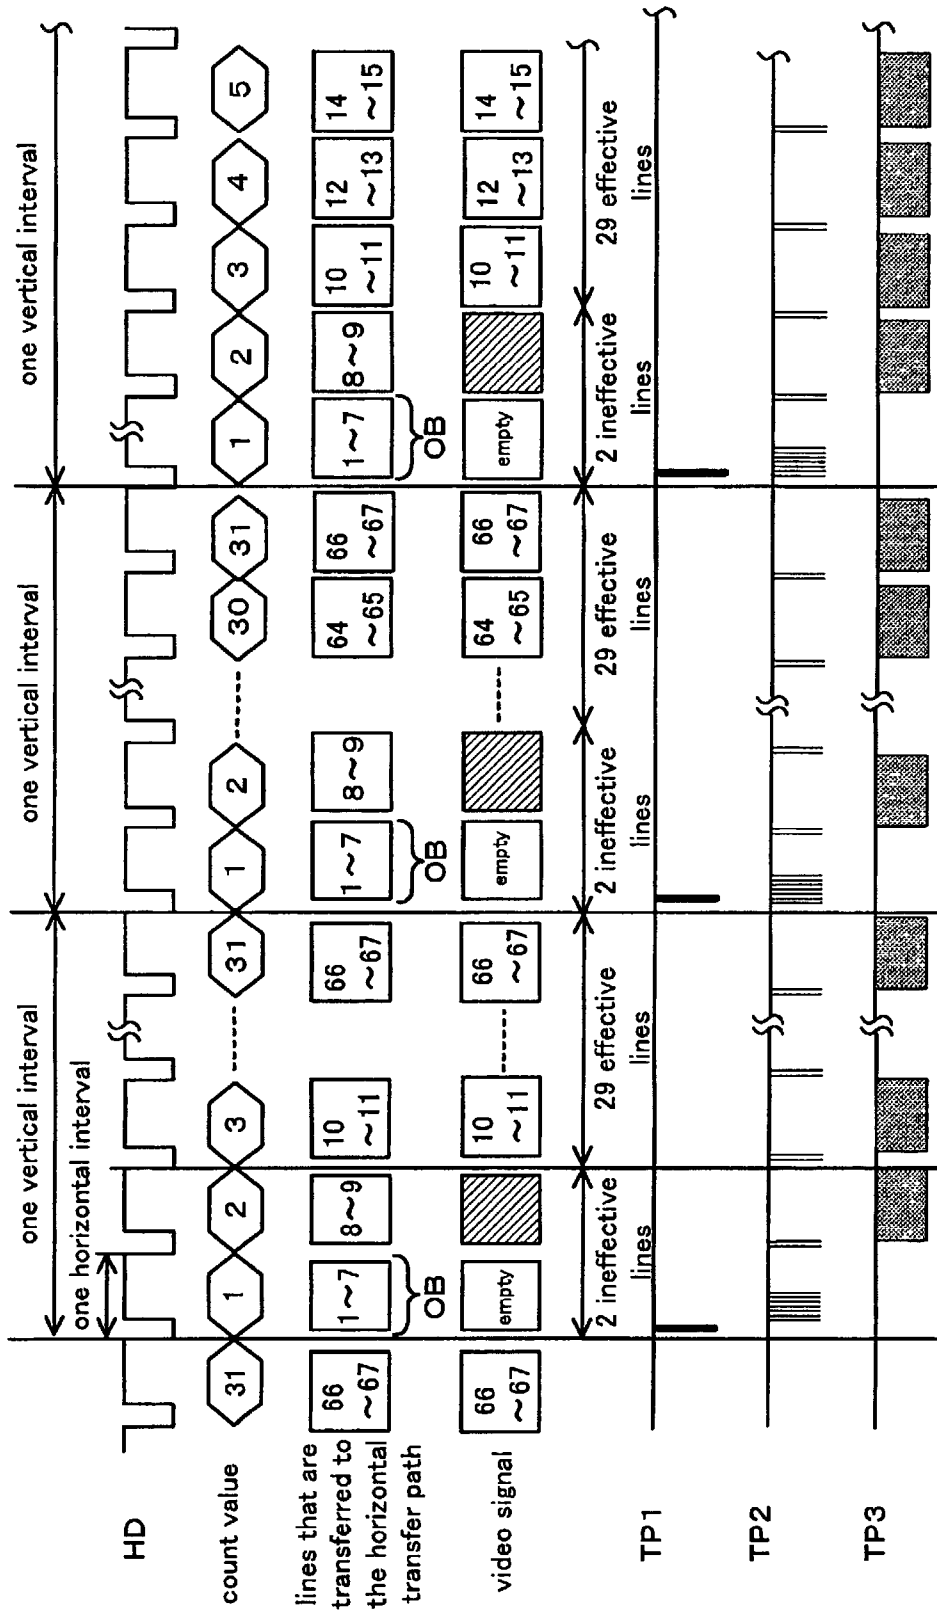 one vertical interval
one vertical interval
one vertical interval
one horizontal interval
HD
count value
31
1
2
3
31
1
2
30
31
1
2
3
4
5
lines that are
transferred to
the horizontal
transfer path
66
~67
1~7
8~9
10
~11
66
~67
1~7
8~9
64
~65
66
~67
1~7
8~9
10
~11
12
~13
14
~15
OB
OB
OB
video signal
66
~67
empty
10
~11
66
~67
empty
64
~65
66
~67
empty
10
~11
12
~13
14
~15
2 ineffective
lines
29 effective
lines
2 ineffective
lines
29 effective
lines
2 ineffective
lines
29 effective
lines
TP1
TP2
TP3